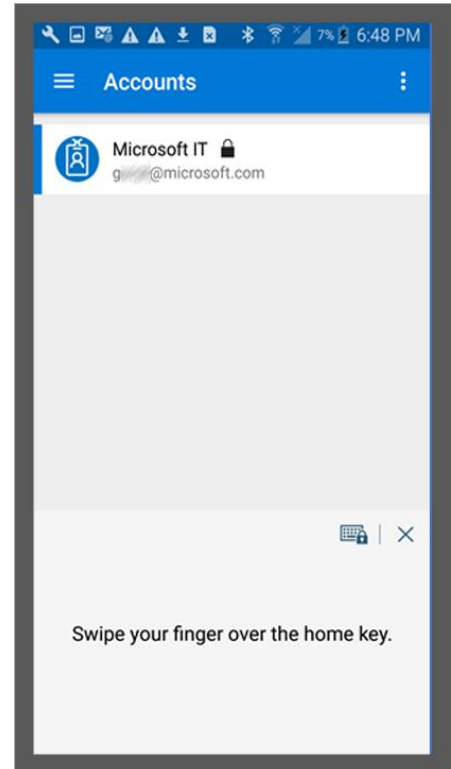 7% 6:48 PM
Accounts
Microsoft IT
@microsoft.com
Swipe your finger over the home key.